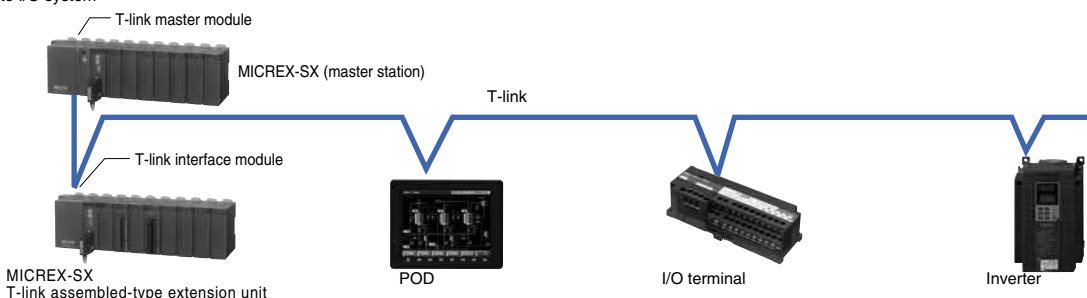 T-link master module
MICREX-SX (master station)
T-link
T-link interface module
MICREX-SX
T-link assembled-type extension unit
POD
I/O terminal
Inverter